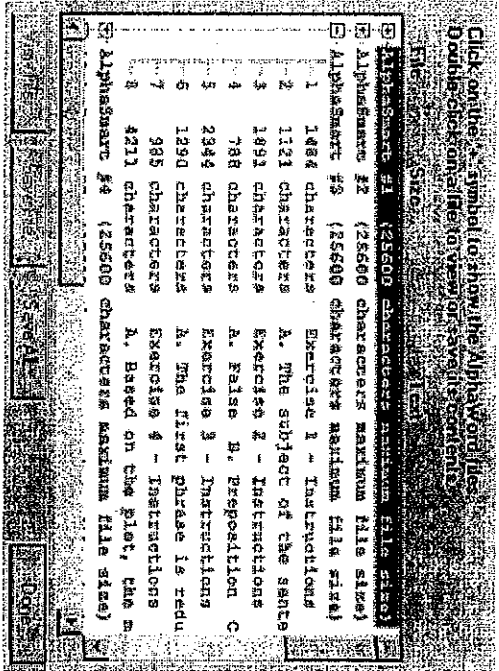 Click on the + symbol to show the AlphaWord files.
Double click on a file to view or save its contents.
File Size
AlphaSmart #1 (25600 characters maximum file size)
AlphaSmart #2 (25600 characters maximum file size)
AlphaSmart #3 (25600 characters maximum file size)
1 1484 characters Exercise 1 - Instructions
2 1121 characters A. The subject of the sente
3 1891 characters Exercise 2 - Instructions
4 788 characters A. False B. Preposition C
5 2944 characters Exercise 3 - Instructions
6 1290 characters A. The first phrase is redu
7 985 characters Exercise 4 - Instructions
8 4211 characters A. Based on the plot, the m
AlphaSmart #4 (25600 characters maximum file size)
Save All Done